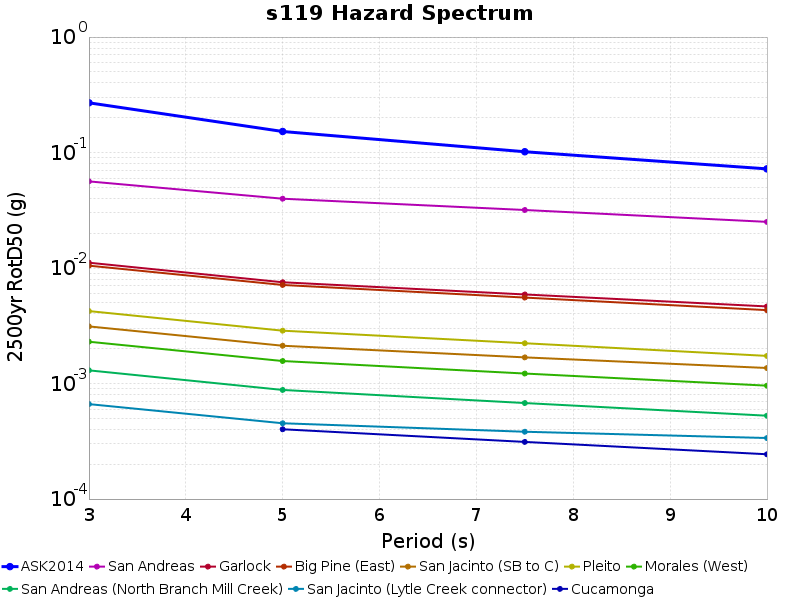 s119 Hazard Spectrum
10^0
10^-1
10^-2
10^-3
10^-4
2500yr RotD50 (g)
3 4 5 6 7 8 9 10
Period (s)
ASK2014 San Andreas Garlock Big Pine (East) San Jacinto (SB to C) Pleito Morales (West)
San Andreas (North Branch Mill Creek) San Jacinto (Lytle Creek connector) Cucamonga